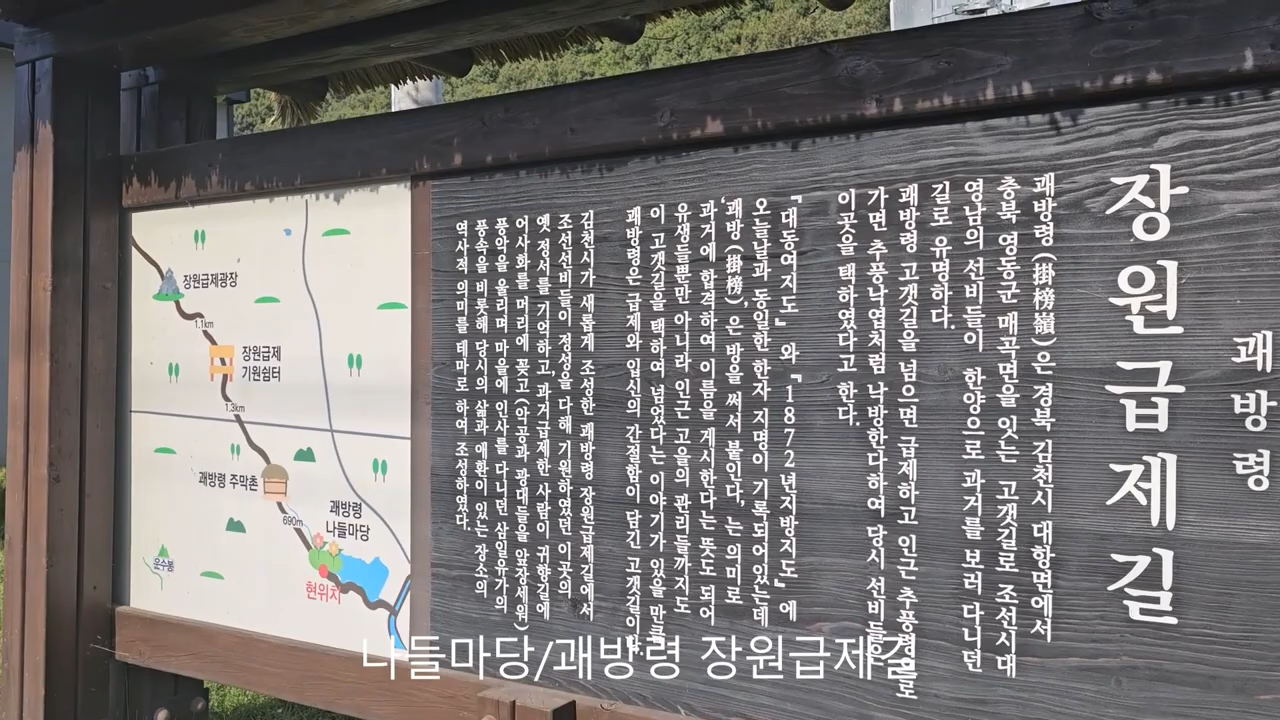 괘방령
장원급제길
괘방령(掛榜嶺)은 경북 김천시 대항면에서
충북 영동군 매곡면을 잇는 고갯길로 조선시대
영남의 선비들이 한양으로 과거를 보러 다니던
길로 유명하다.
괘방령 고갯길을 넘으면 급제하고 인근 추풍령으로
가면 추풍낙엽처럼 낙방한다하여 당시 선비들은
이곳을 택하였다고 한다.
『대동여지도』와 『1872년지방지도』에
오늘날과 동일한 한자 지명이 기록되어있는데
'괘방(掛榜)'은 방을 써서 붙인다, 는 의미로
과거에 합격하여 이름을 게시한다는 뜻도 되어
유생들뿐만 아니라 인근 고을의 관리들까지도
이 고갯길을 택하여 넘었다는 이야기가 있을 만큼
괘방령은 급제와 입신의 간절함이 담긴 고갯길이다.
김천시가 새롭게 조성한 괘방령 장원급제길에서
조선선비들이 정성을 다해 기원하였던 이곳의
옛 정서를 기억하고, 과거급제한 사람이 귀향길에
어사화를 머리에 꽂고(악공과 광대들을 앞장세워)
풍악을 울리며 마을에 인사를 다니던 삼일유가의
풍속을 비롯해 당시의 삶과 애환이 있는 장소의
역사적 의미를 테마로 하여 조성하였다.
장원급제광장
1.1km
장원급제
기원쉼터
1.3km
괘방령 주막촌
690m
괘방령
나들마당
현위치
운수봉
나들마당/괘방령 장원급제길